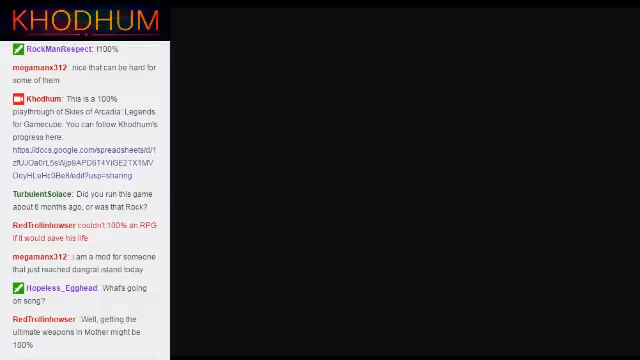 KHODHUM
RockManRespect: !100%
megamanx312: nice that can be hard for
some of them
Khodhum: This is a 100%
playthrough of Skies of Arcadia: Legends
for Gamecube. You can follow Khodhum's
progress here:
https://docs.google.com/spreadsheets/d/1
zfUJOa0rL5sWjp9APD6T4YiGE2TX1MV
DoyHLeHc0Be8/edit?usp=sharing
TurbulentSolace: Did you run this game
about 6 months ago, or was that Rock?
RedTrollinhowser couldn't 100% an RPG
if it would save his life
megamanx312: i am a mod for someone
that just reached dangral island today
Hopeless_Egghead: What's going
on song?
RedTrollinhowser: Well, getting the
ultimate weapons in Mother might be
100%